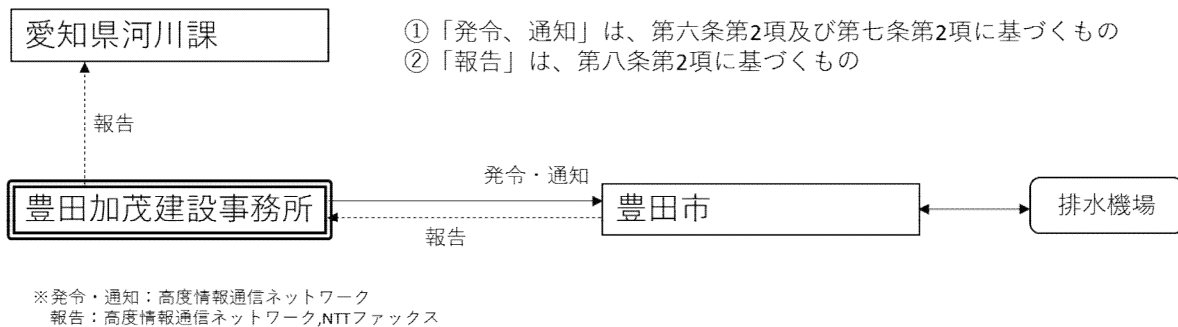 愛知県河川課
①「発令、通知」は、第六条第2項及び第七条第2項に基づくもの
②「報告」は、第八条第2項に基づくもの
報告
発令・通知
豊田加茂建設事務所
豊田市
排水機場
報告
※発令・通知：高度情報通信ネットワーク
報告：高度情報通信ネットワーク,NTTファックス